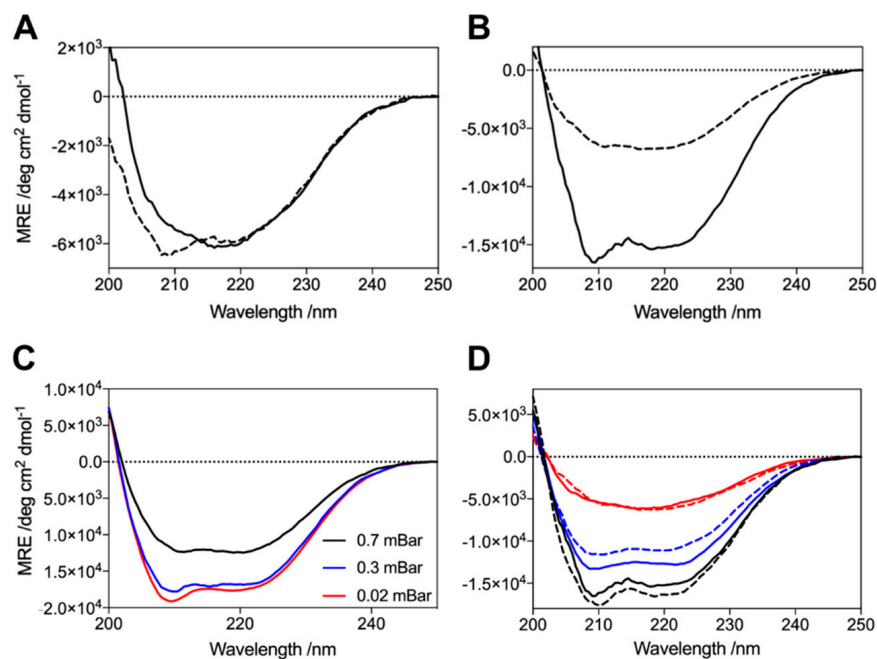 A
2×10³
0
-2×10³
-4×10³
-6×10³
MRE /deg cm² dmol⁻¹
200 210 220 230 240 250
Wavelength /nm
B
0.0
-5.0×10³
-1.0×10⁴
-1.5×10⁴
200 210 220 230 240 250
Wavelength /nm
C
1.0×10⁴
5.0×10³
0.0
5.0×10³
1.0×10⁴
1.5×10⁴
-2.0×10⁴
MRE /deg cm² dmol⁻¹
0.7 mBar
0.3 mBar
0.02 mBar
200 220 240
Wavelength /nm
D
5.0×10³
0.0
-5.0×10³
-1.0×10⁴
-1.5×10⁴
200 210 220 230 240 250
Wavelength /nm